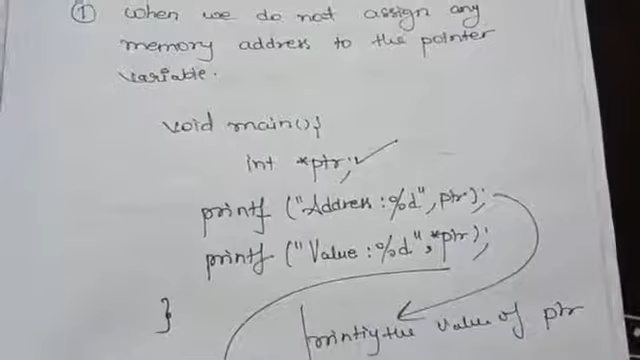 ① When we do not assign any
memory address to the pointer
variable.
void main(){
int *ptr;
printf ("Address:%d", ptr);
printf ("Value:%d", *ptr);
}
printing the value of ptr